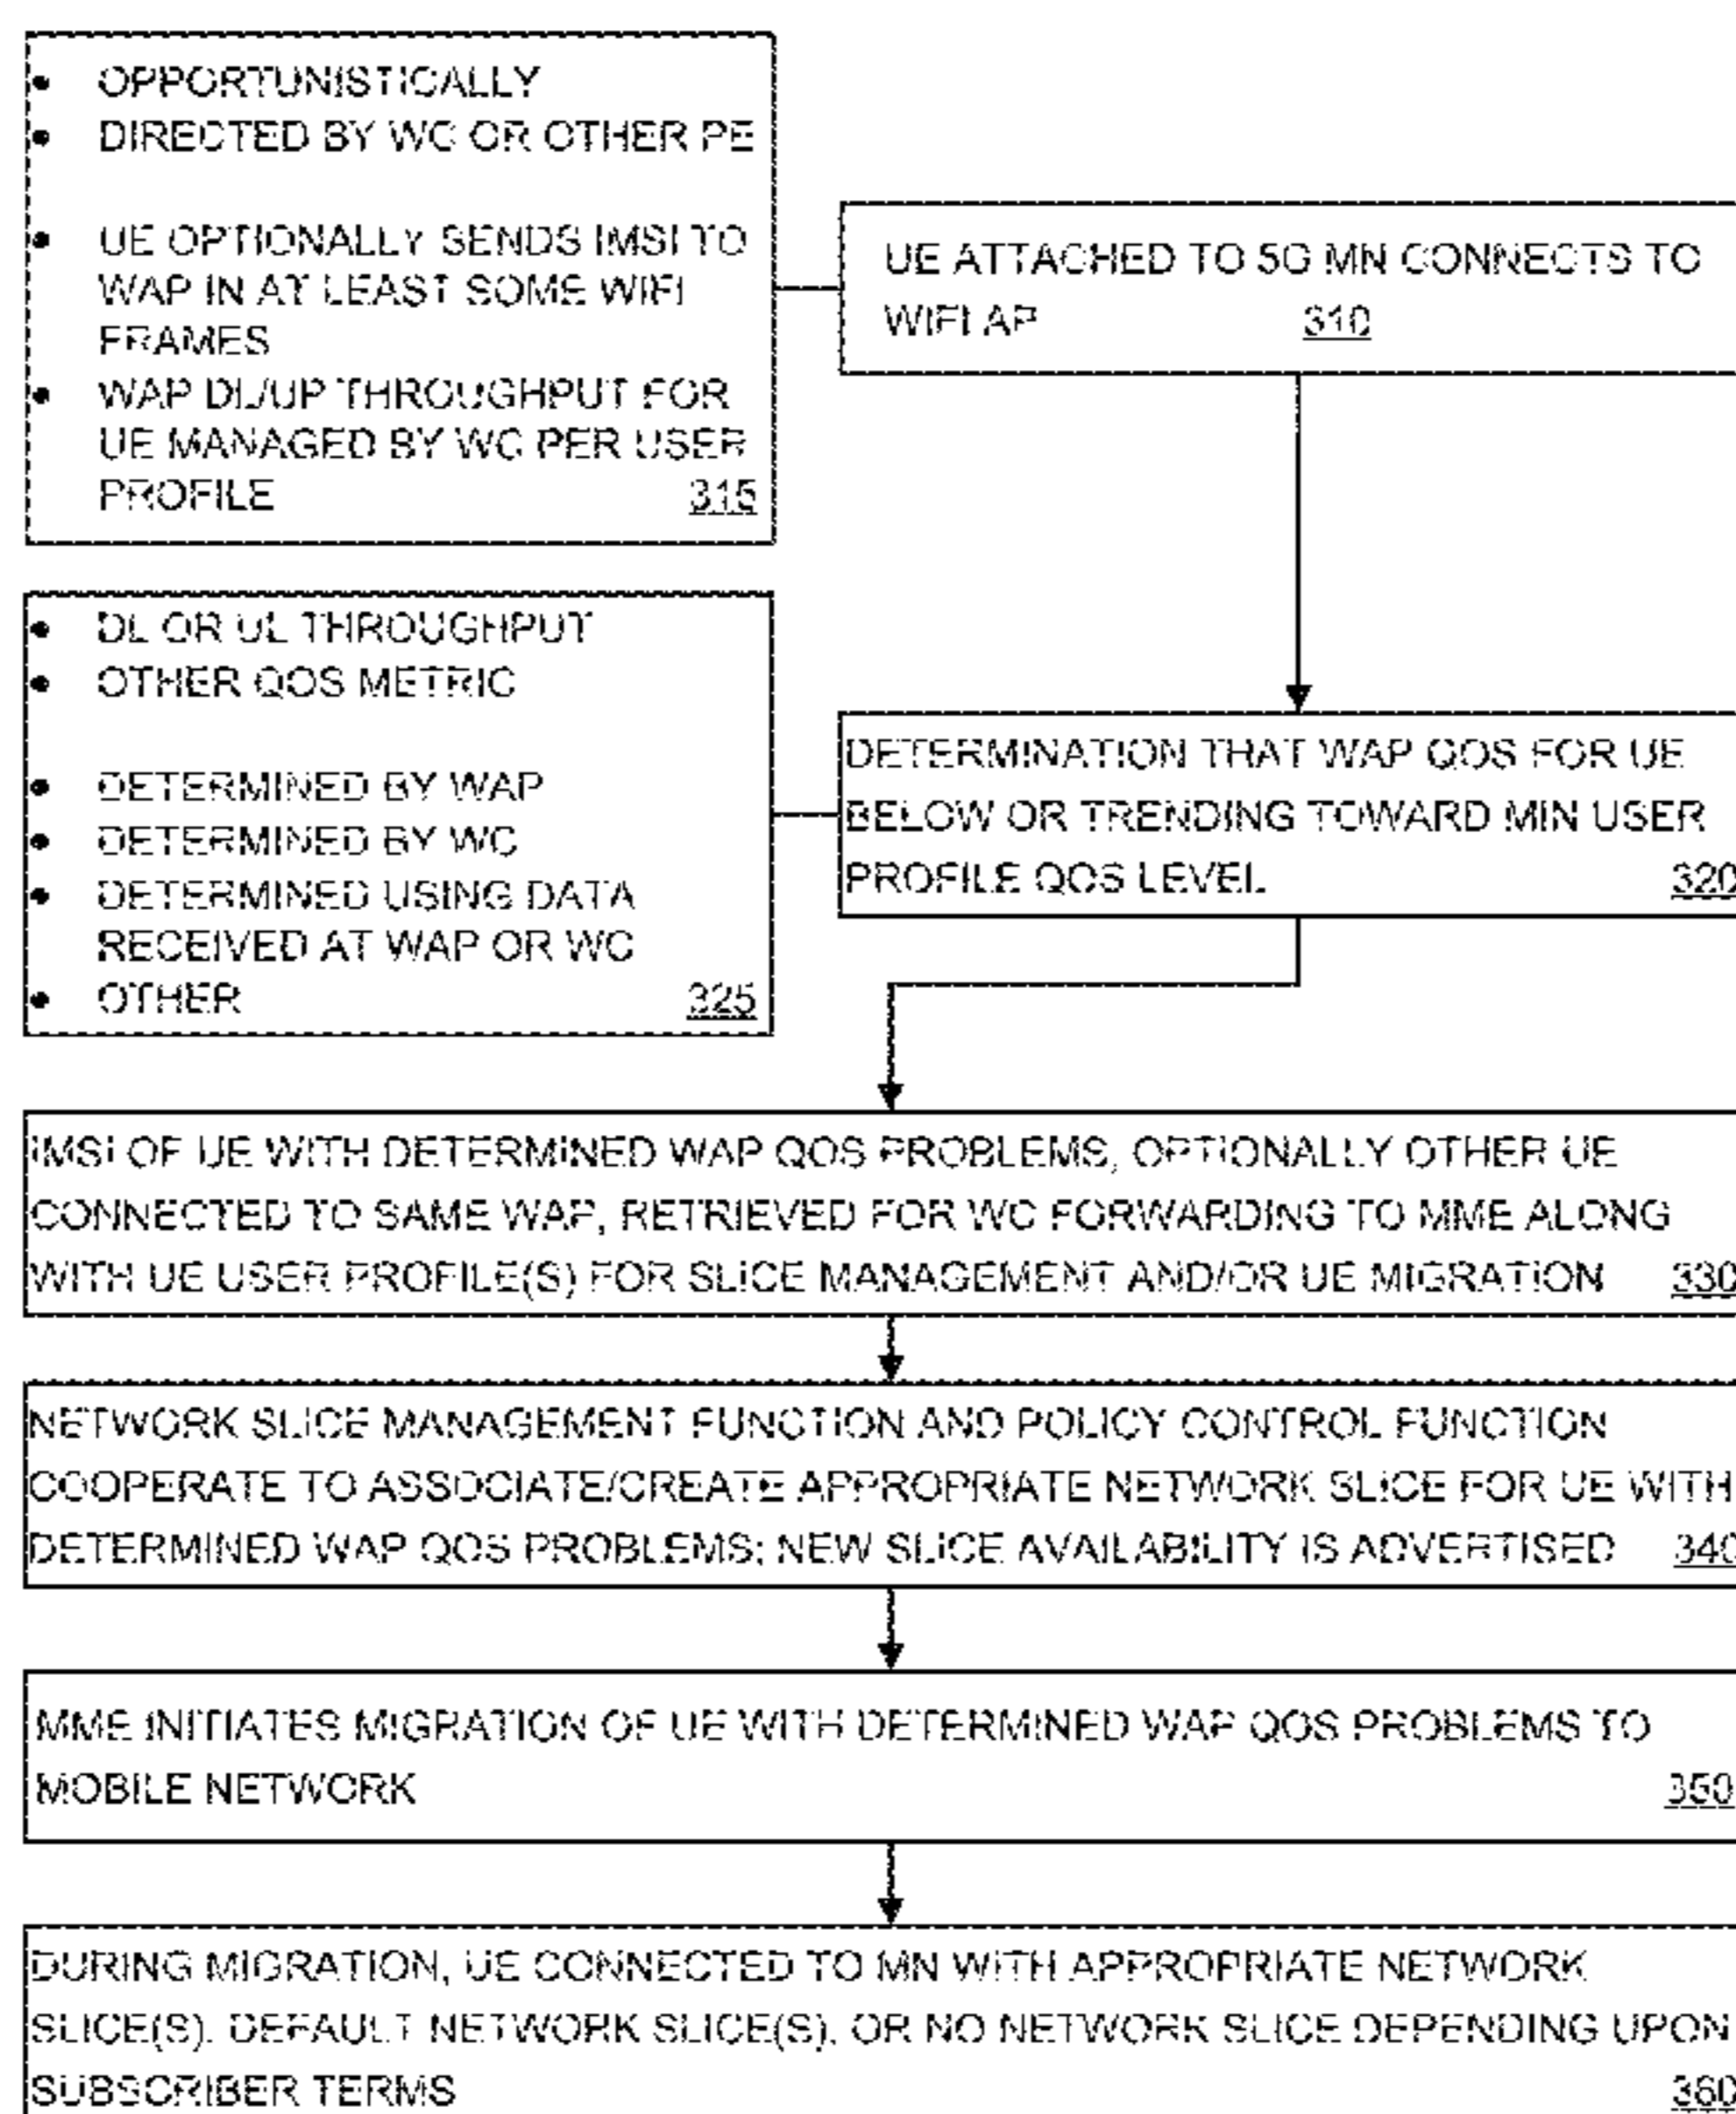 • OPPORTUNISTICALLY
• DIRECTED BY WC OR OTHER PE
• UE OPTIONALLY SENDS IMSI TO
WAP IN AT LEAST SOME WIFI
FRAMES
• WAP DL/UP THROUGHPUT FOR
UE MANAGED BY WC PER USER
PROFILE 315
UE ATTACHED TO 5G MN CONNECTS TO
WIFI AP 310
• DL OR UL THROUGHPUT
• OTHER QOS METRIC
• DETERMINED BY WAP
• DETERMINED BY WC
• DETERMINED USING DATA
RECEIVED AT WAP OR WC
• OTHER 325
DETERMINATION THAT WAP QOS FOR UE
BELOW OR TRENDING TOWARD MIN USER
PROFILE QOS LEVEL 320
IMSI OF UE WITH DETERMINED WAP QOS PROBLEMS, OPTIONALLY OTHER UE
CONNECTED TO SAME WAP, RETRIEVED FOR WC FORWARDING TO MME ALONG
WITH UE USER PROFILE(S) FOR SLICE MANAGEMENT AND/OR UE MIGRATION 330
NETWORK SLICE MANAGEMENT FUNCTION AND POLICY CONTROL FUNCTION
COOPERATE TO ASSOCIATE/CREATE APPROPRIATE NETWORK SLICE FOR UE WITH
DETERMINED WAP QOS PROBLEMS; NEW SLICE AVAILABILITY IS ADVERTISED 340
MME INITIATES MIGRATION OF UE WITH DETERMINED WAP QOS PROBLEMS TO
MOBILE NETWORK 350
DURING MIGRATION, UE CONNECTED TO MN WITH APPROPRIATE NETWORK
SLICE(S), DEFAULT NETWORK SLICE(S), OR NO NETWORK SLICE DEPENDING UPON
SUBSCRIBER TERMS 360